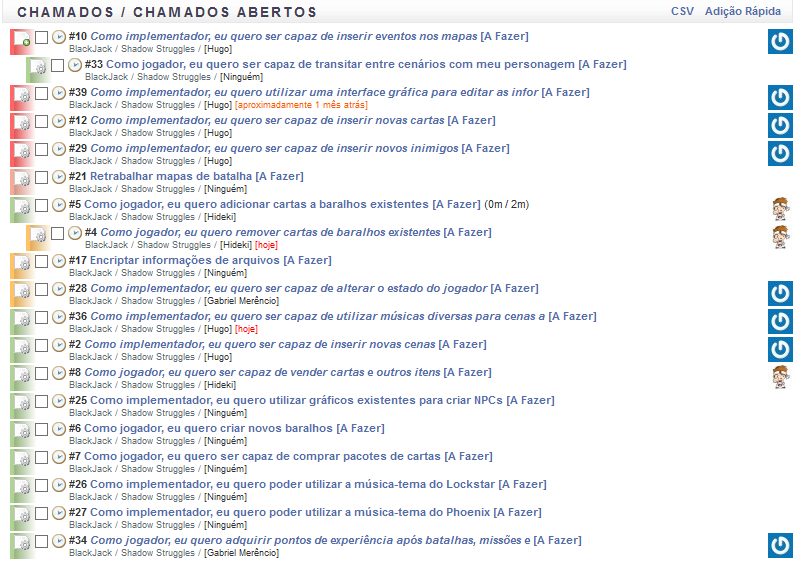 CHAMADOS / CHAMADOS ABERTOS
CSV Adição Rápida
#10 Como implementador, eu quero ser capaz de inserir eventos nos mapas [A Fazer]
BlackJack / Shadow Struggles / [Hugo]
#33 Como jogador, eu quero ser capaz de transitar entre cenários com meu personagem [A Fazer]
BlackJack / Shadow Struggles / [Ninguém]
#39 Como implementador, eu quero utilizar uma interface gráfica para editar as infor [A Fazer]
BlackJack / Shadow Struggles / [Hugo] [aproximadamente 1 mês atrás]
#12 Como implementador, eu quero ser capaz de inserir novas cartas [A Fazer]
BlackJack / Shadow Struggles / [Hugo]
#29 Como implementador, eu quero ser capaz de inserir novos inimigos [A Fazer]
BlackJack / Shadow Struggles / [Hugo]
#21 Retrabalhar mapas de batalha [A Fazer]
BlackJack / Shadow Struggles / [Ninguém]
#5 Como jogador, eu quero adicionar cartas a baralhos existentes [A Fazer] (0m / 2m)
BlackJack / Shadow Struggles / [Hideki]
#4 Como jogador, eu quero remover cartas de baralhos existentes [A Fazer]
BlackJack / Shadow Struggles / [Hideki] [hoje]
#17 Encriptar informações de arquivos [A Fazer]
BlackJack / Shadow Struggles / [Ninguém]
#28 Como implementador, eu quero ser capaz de alterar o estado do jogador [A Fazer]
BlackJack / Shadow Struggles / [Gabriel Merêncio]
#36 Como implementador, eu quero ser capaz de utilizar músicas diversas para cenas a [A Fazer]
BlackJack / Shadow Struggles / [Hugo] [hoje]
#2 Como implementador, eu quero ser capaz de inserir novas cenas [A Fazer]
BlackJack / Shadow Struggles / [Hugo]
#8 Como jogador, eu quero ser capaz de vender cartas e outros itens [A Fazer]
BlackJack / Shadow Struggles / [Hideki]
#25 Como implementador, eu quero utilizar gráficos existentes para criar NPCs [A Fazer]
BlackJack / Shadow Struggles / [Ninguém]
#6 Como jogador, eu quero criar novos baralhos [A Fazer]
BlackJack / Shadow Struggles / [Ninguém]
#7 Como jogador, eu quero ser capaz de comprar pacotes de cartas [A Fazer]
BlackJack / Shadow Struggles / [Ninguém]
#26 Como implementador, eu quero poder utilizar a música-tema do Lockstar [A Fazer]
BlackJack / Shadow Struggles / [Ninguém]
#27 Como implementador, eu quero poder utilizar a música-tema do Phoenix [A Fazer]
BlackJack / Shadow Struggles / [Ninguém]
#34 Como jogador, eu quero adquirir pontos de experiência após batalhas, missões e [A Fazer]
BlackJack / Shadow Struggles / [Gabriel Merêncio]